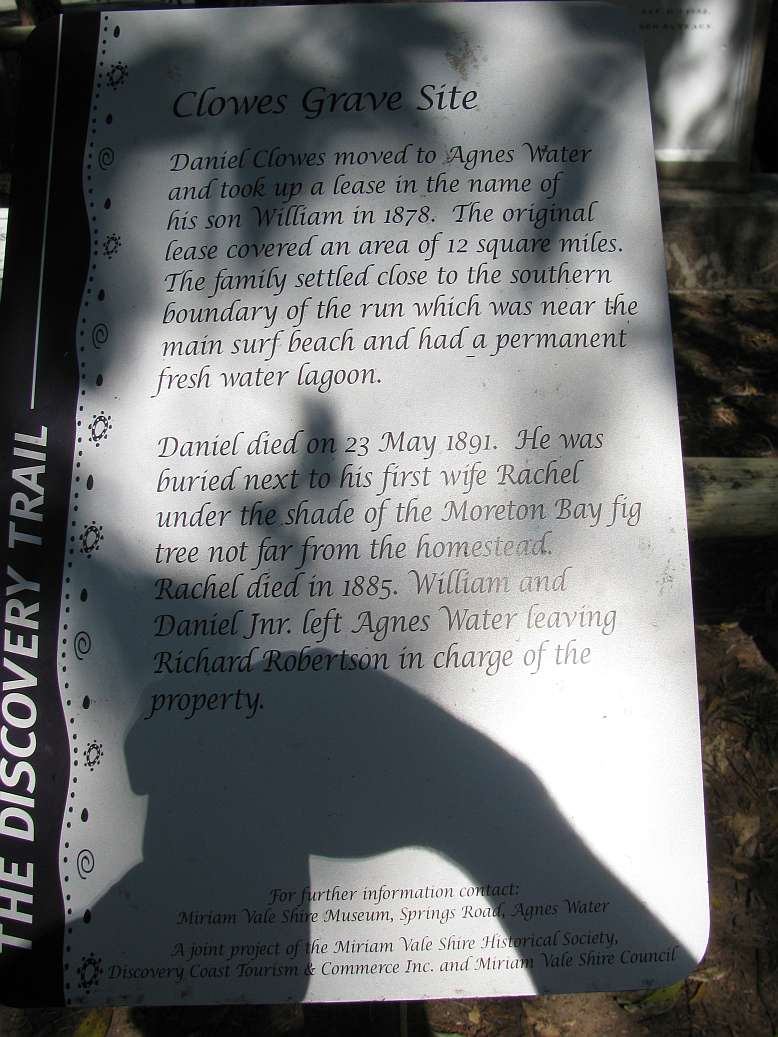 Clowes Grave Site
Daniel Clowes moved to Agnes Water
and took up a lease in the name of
his son William in 1878. The original
lease covered an area of 12 square miles.
The family settled close to the southern
boundary of the run which was near the
main surf beach and had a permanent
fresh water lagoon.
Daniel died on 23 May 1891. He was
buried next to his first wife Rachel
under the shade of the Moreton Bay fig
tree not far from the homestead.
Rachel died in 1885. William and
Daniel Jnr. left Agnes Water leaving
Richard Robertson in charge of the
property.
For further information contact:
Miriam Vale Shire Museum, Springs Road, Agnes Water
A joint project of the Miriam Vale Shire Historical Society,
Discovery Coast Tourism & Commerce Inc. and Miriam Vale Shire Council
THE DISCOVERY TRAIL